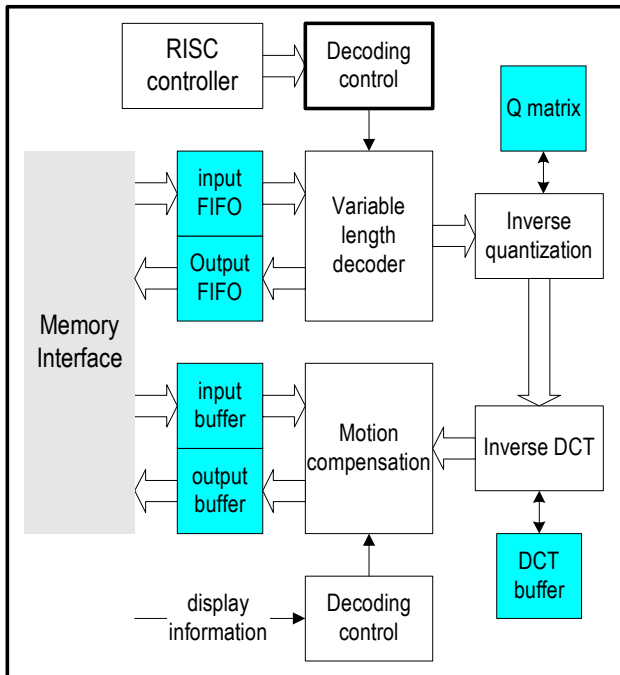 RISC
controller
Decoding
control
Q matrix
input
FIFO
Variable
length
decoder
Inverse
quantization
Output
FIFO
Memory
Interface
input
buffer
Motion
compensation
Inverse DCT
output
buffer
DCT
buffer
display
information
Decoding
control